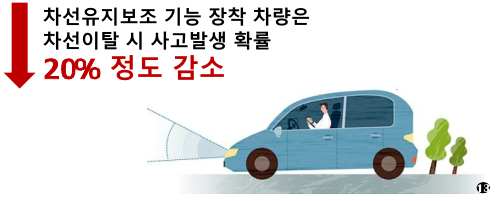 차선유지보조 기능 장착 차량은
차선이탈 시 사고발생 확률
20% 정도 감소
13